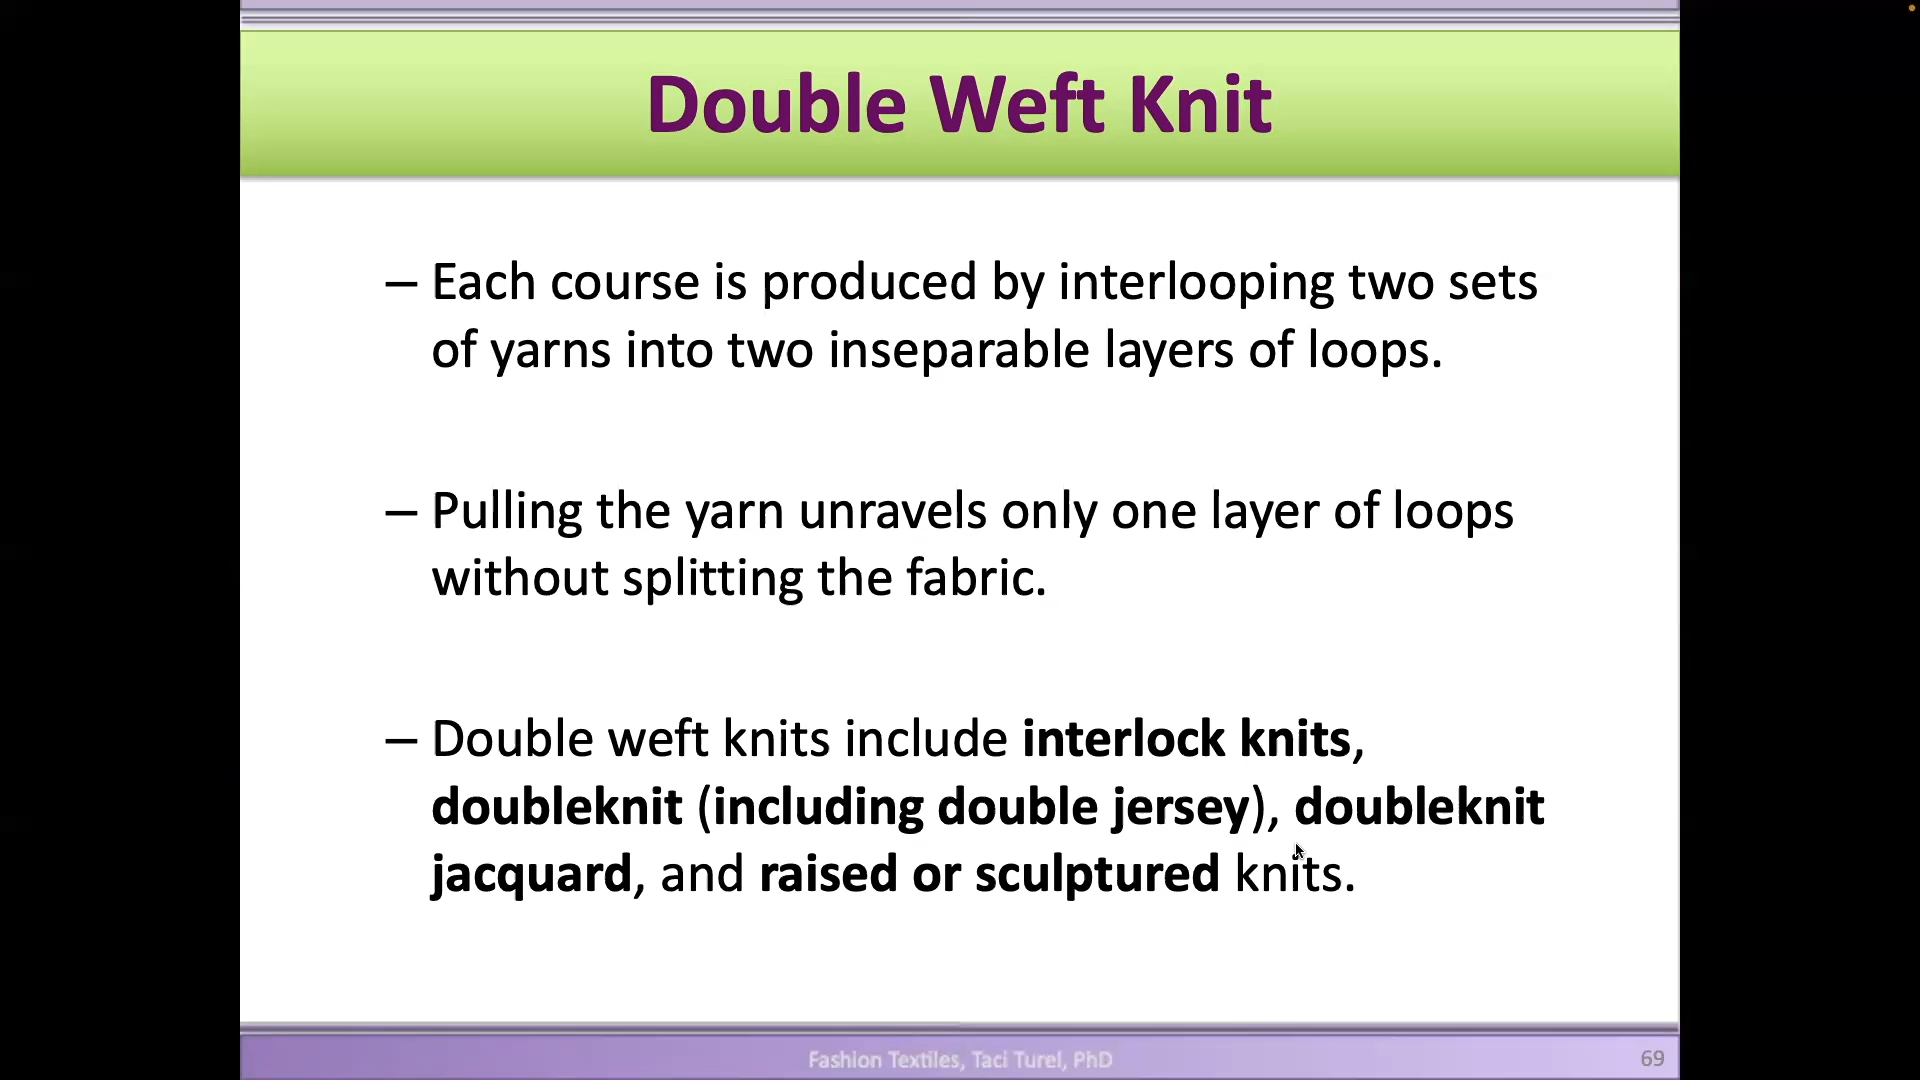 Double Weft Knit
– Each course is produced by interlooping two sets
of yarns into two inseparable layers of loops.
– Pulling the yarn unravels only one layer of loops
without splitting the fabric.
– Double weft knits include interlock knits,
doubleknit (including double jersey), doubleknit
jacquard, and raised or sculptured knits.
Fashion Textiles, Taci Turel, PhD
69